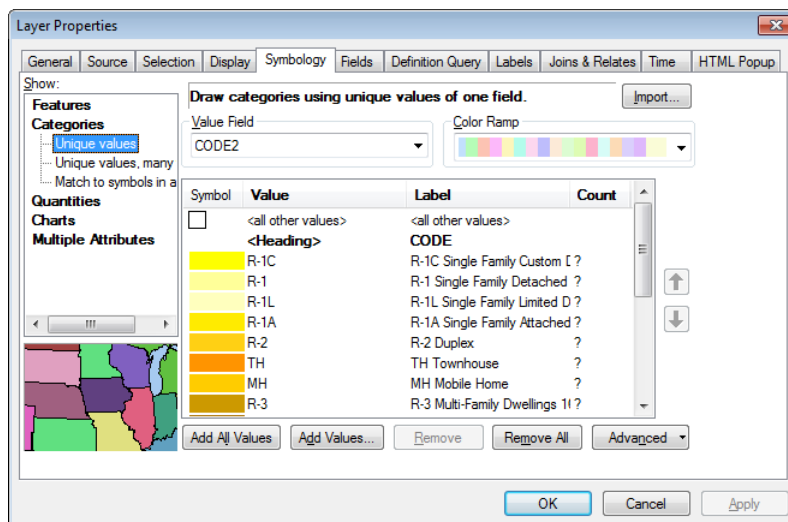 Layer Properties
General Source Selection Display Symbology Fields Definition Query Labels Joins & Relates Time HTML Popup
Show:
Features
Categories
Unique values
Unique values, many
Match to symbols in a
Quantities
Charts
Multiple Attributes
Draw categories using unique values of one field.
Import...
Value Field
CODE2
Color Ramp
Symbol Value Label Count
<all other values> <all other values>
<Heading> CODE
R-1C R-1C Single Family Custom D ?
R-1 R-1 Single Family Detached ?
R-1L R-1L Single Family Limited D ?
R-1A R-1A Single Family Attached ?
R-2 R-2 Duplex ?
TH TH Townhouse ?
MH MH Mobile Home ?
R-3 R-3 Multi-Family Dwellings 1( ?
Add All Values Add Values... Remove Remove All Advanced
OK Cancel Apply